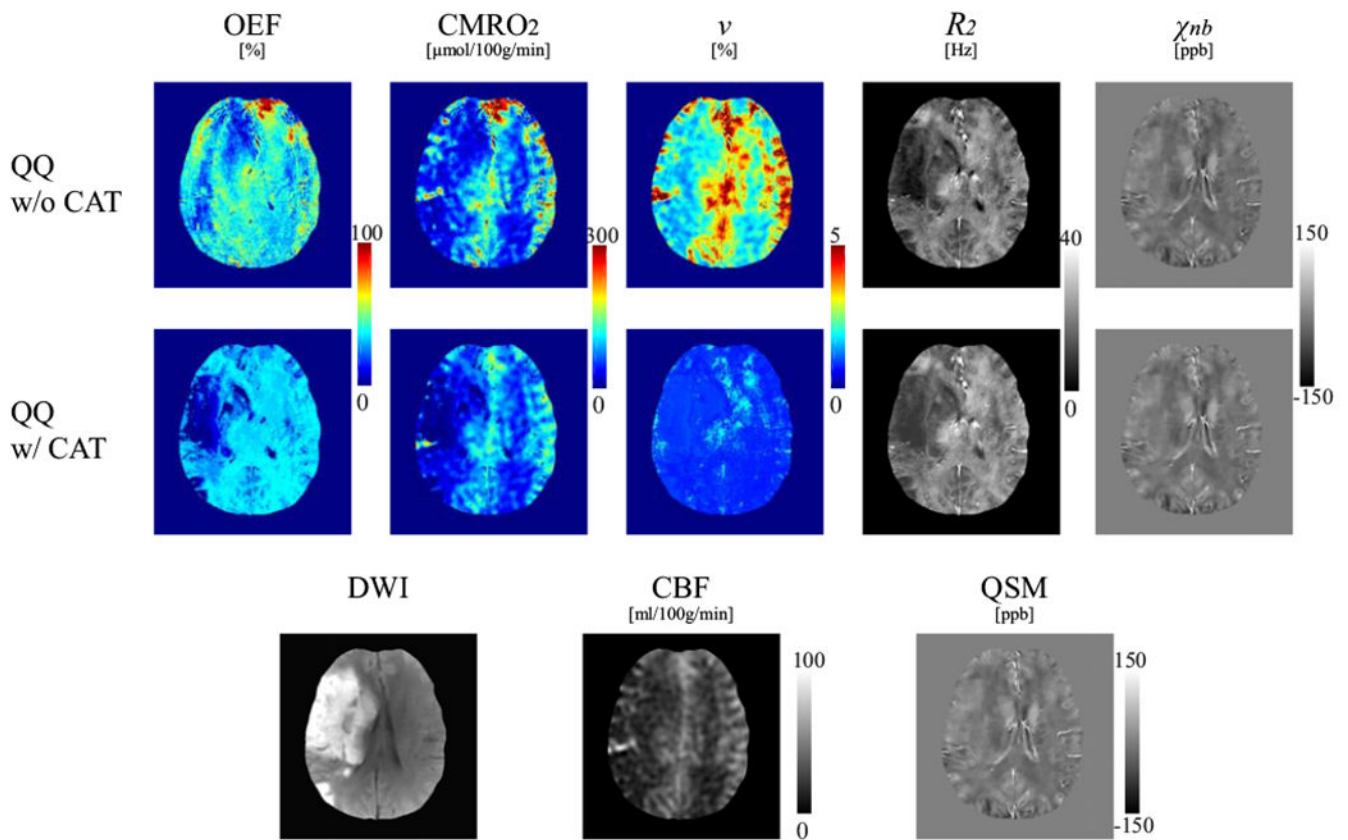 OEF
[%]
CMRO2
[µmol/100g/min]
v
[%]
R2
[Hz]
χnb
[ppb]
QQ
w/o CAT
100
0
300
0
5
0
40
0
150
-150
QQ
w/ CAT
DWI
CBF
[ml/100g/min]
QSM
[ppb]
100
0
150
-150